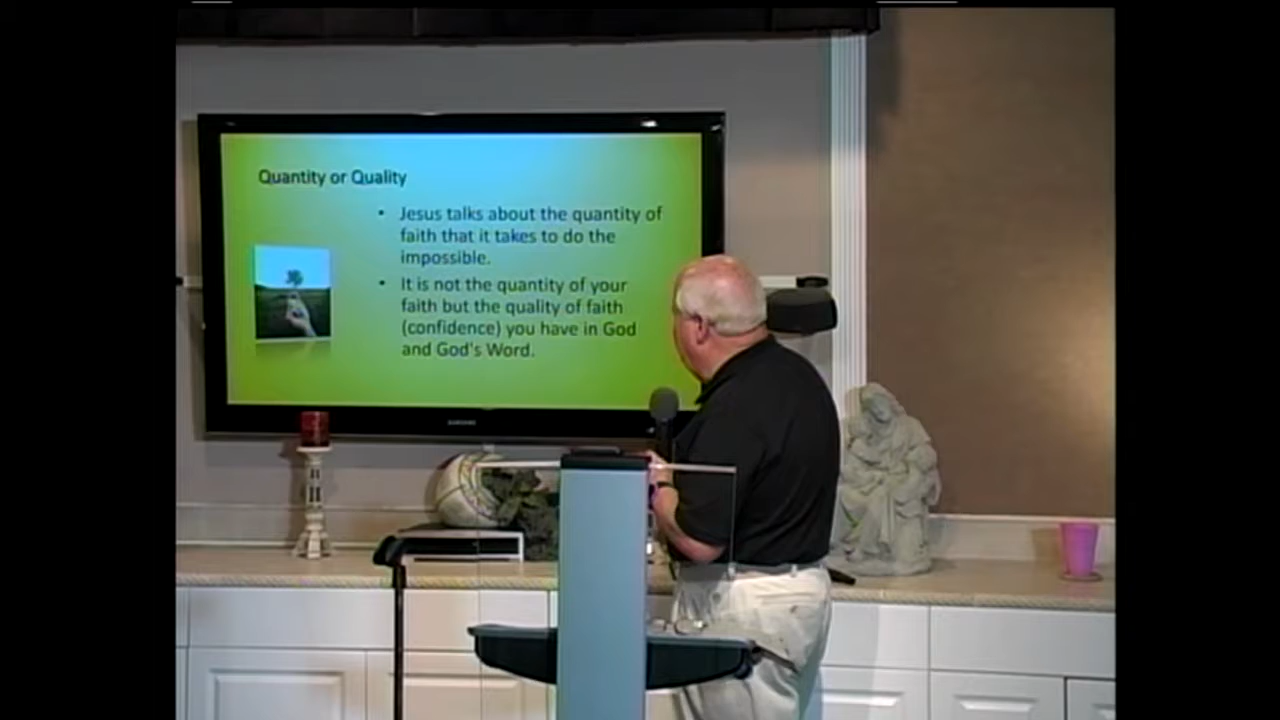 Quantity or Quality
• Jesus talks about the quantity of
faith that it takes to do the
impossible.
• It is not the quantity of your
faith but the quality of faith
(confidence) you have in God
and God's Word.
SAMSUNG